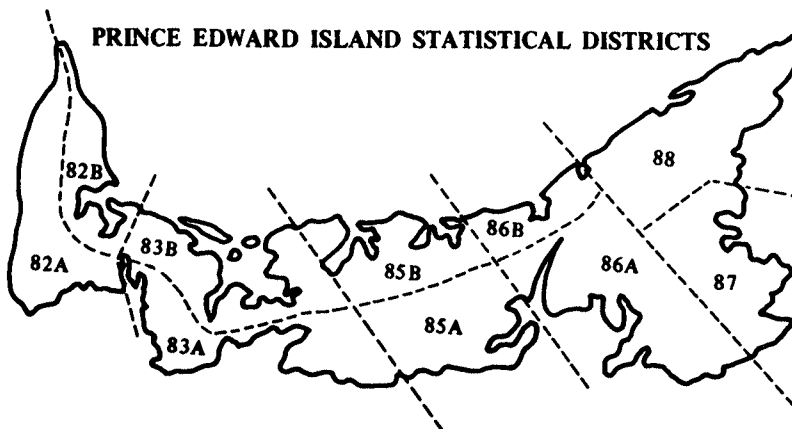 PRINCE EDWARD ISLAND STATISTICAL DISTRICTS
88
82B
86B
83B
82A
85B
86A
87
85A
83A